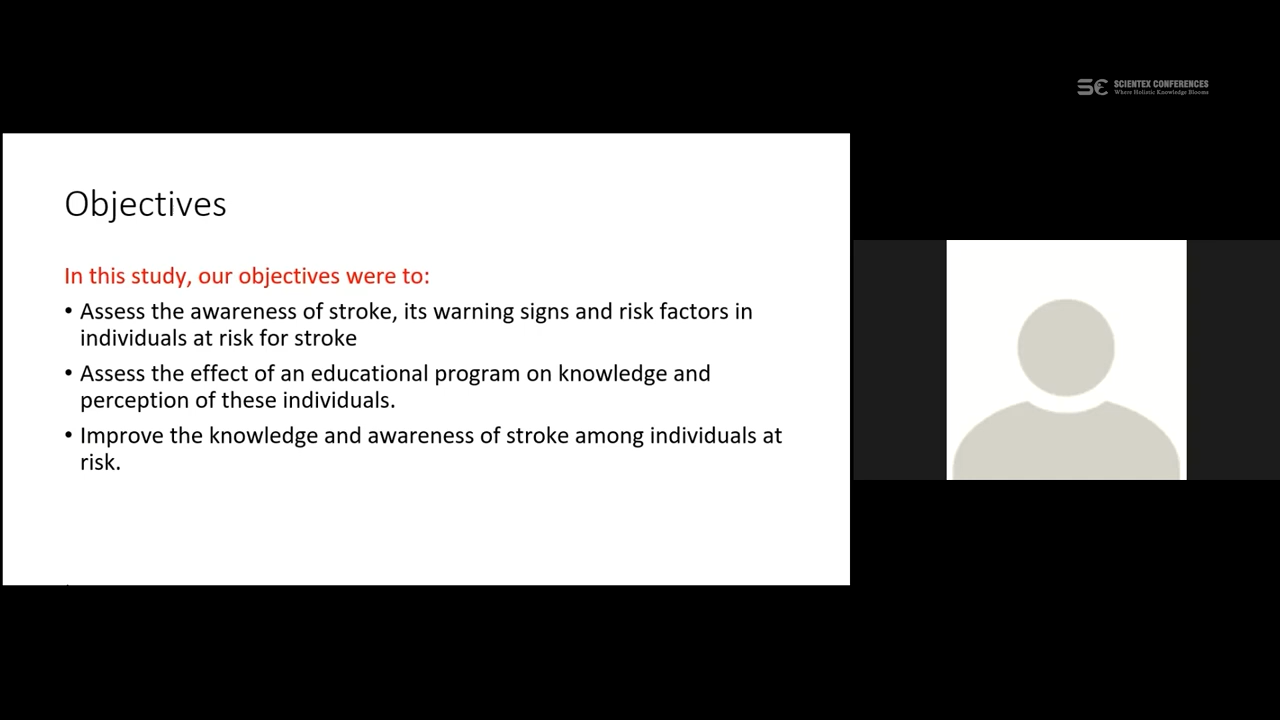 SCIENTEX CONFERENCES
Where Holistic Knowledge Blooms
Objectives
In this study, our objectives were to:
• Assess the awareness of stroke, its warning signs and risk factors in
individuals at risk for stroke
• Assess the effect of an educational program on knowledge and
perception of these individuals.
• Improve the knowledge and awareness of stroke among individuals at
risk.